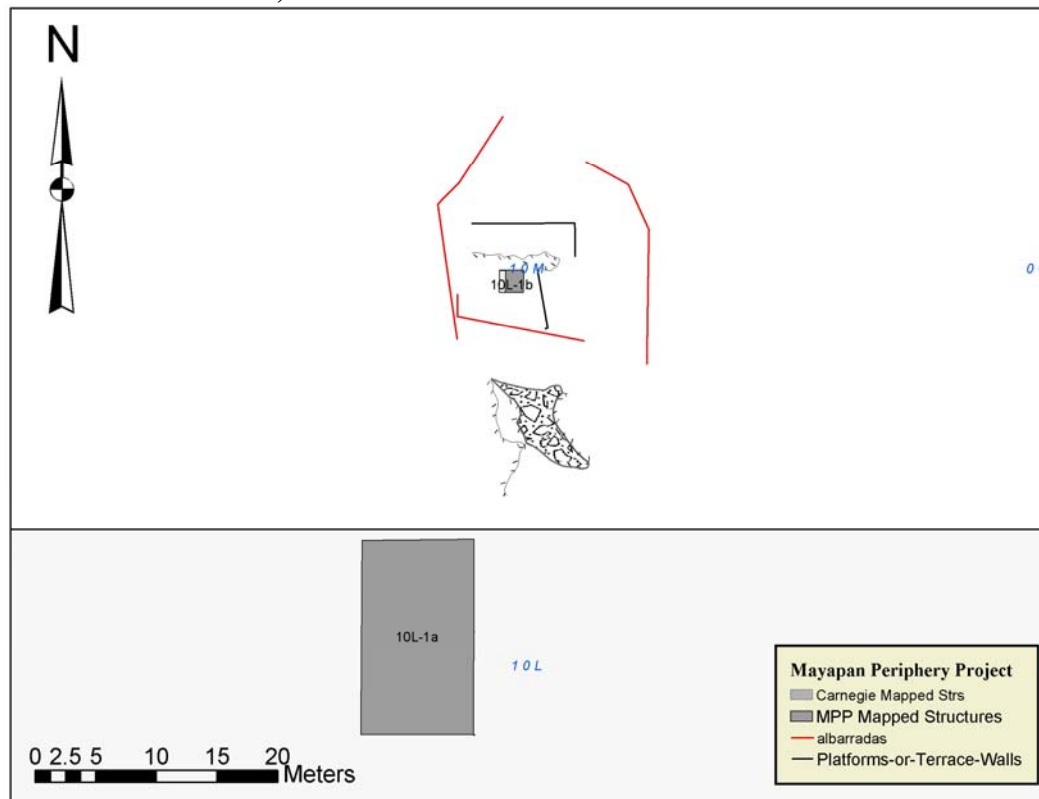 N
10M
0
10L-1b
10L-1a
10L
Mayapan Periphery Project
Carnegie Mapped Strs
MPP Mapped Structures
albarradas
Platforms-or-Terrace-Walls
0 2.5 5 10 15 20
Meters